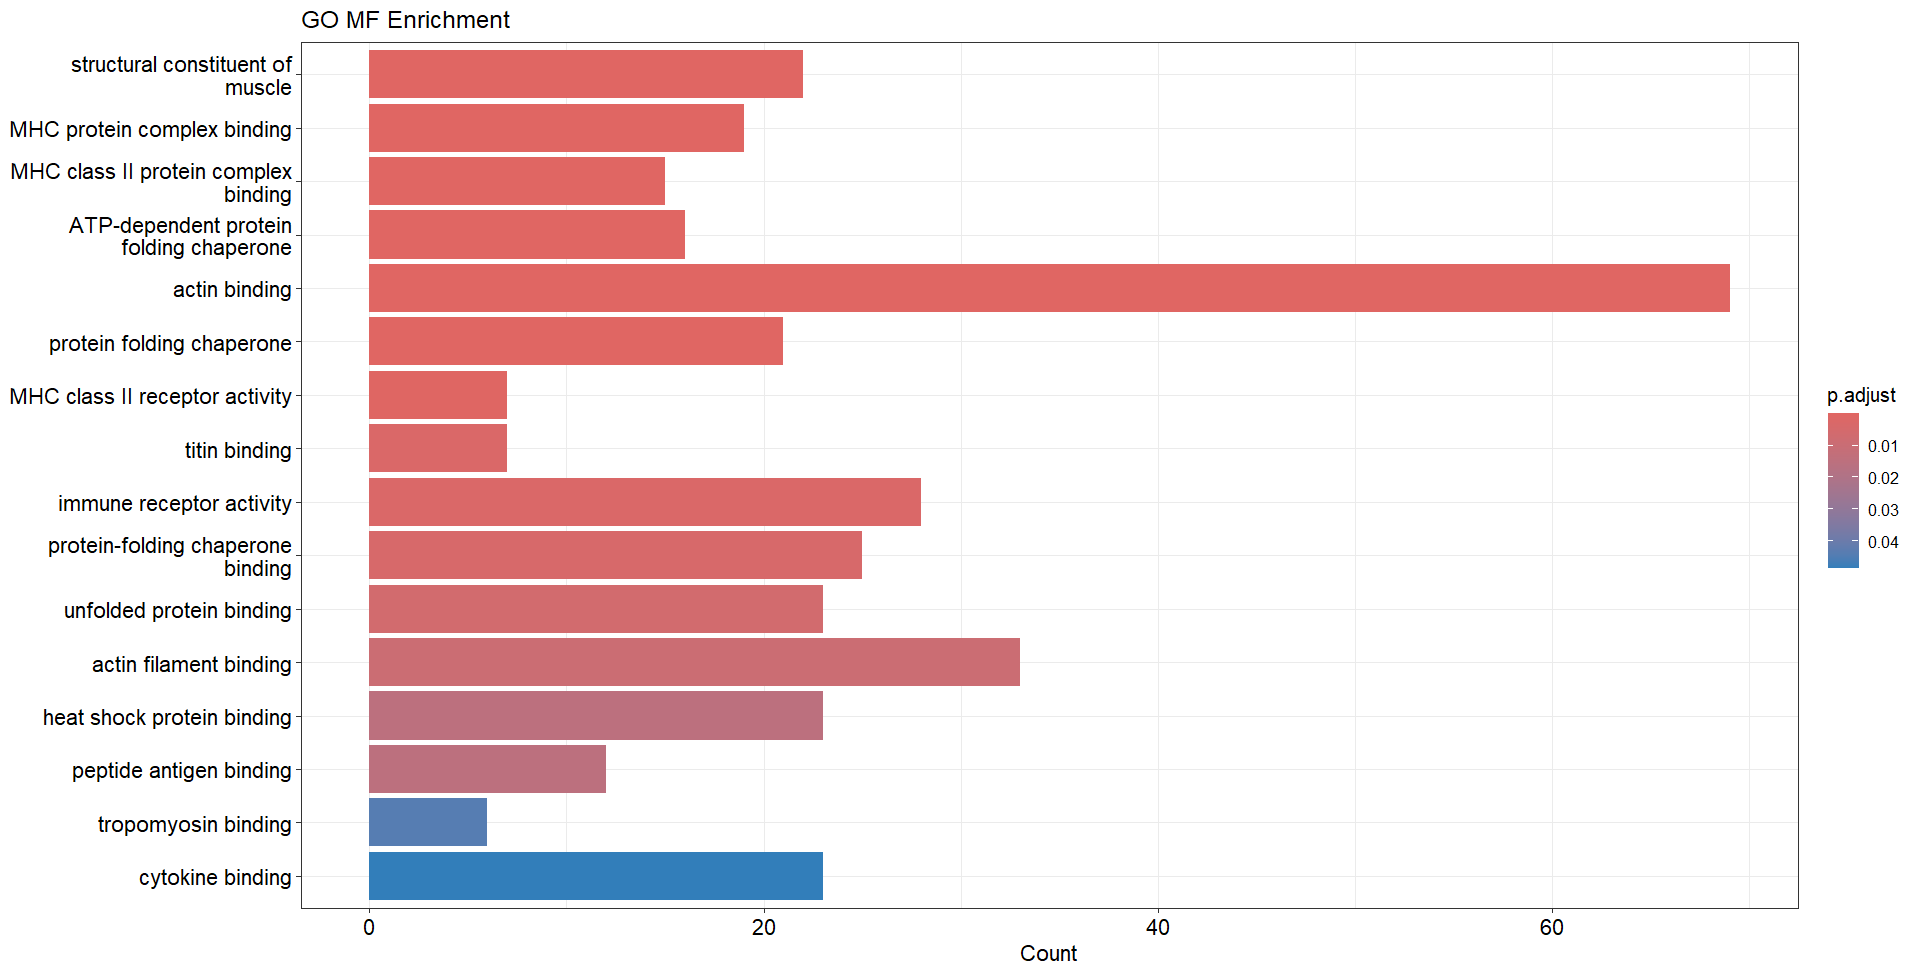 GO MF Enrichment
structural constituent of
muscle
MHC protein complex binding
MHC class II protein complex
binding
ATP-dependent protein
folding chaperone
actin binding
protein folding chaperone
MHC class II receptor activity
titin binding
immune receptor activity
protein-folding chaperone
binding
unfolded protein binding
actin filament binding
heat shock protein binding
peptide antigen binding
tropomyosin binding
cytokine binding
0
20
40
60
Count
p.adjust
0.01
0.02
0.03
0.04